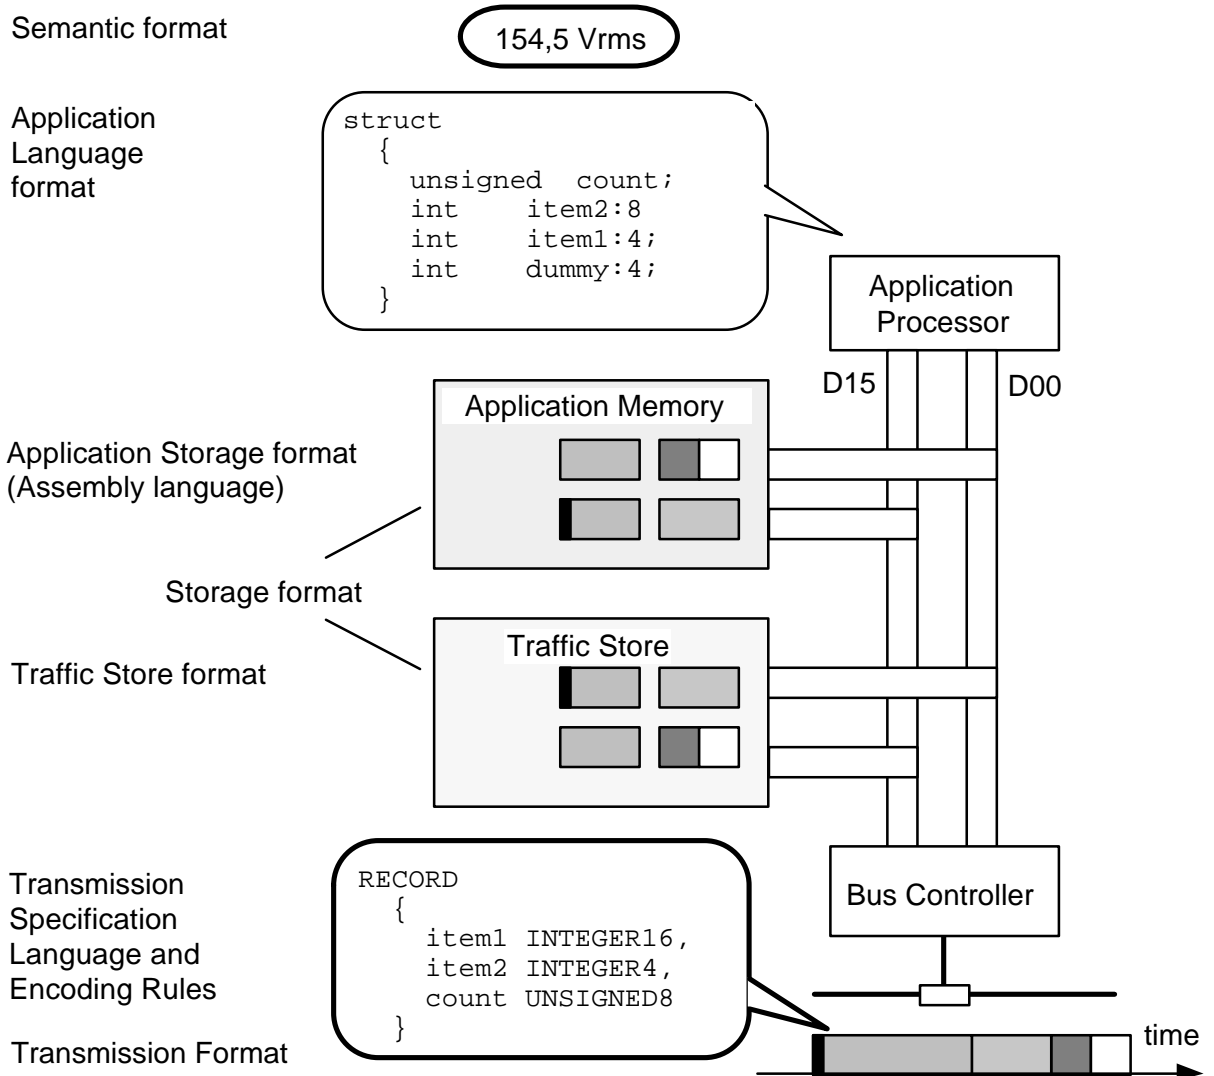 Semantic format
154,5 Vrms
Application
Language
format
struct
{
unsigned count;
int item2:8
int item1:4;
int dummy:4;
}
Application
Processor
D15
D00
Application Memory
Application Storage format
(Assembly language)
Storage format
Traffic Store
Traffic Store format
Transmission
Specification
Language and
Encoding Rules
RECORD
{
item1 INTEGER16,
item2 INTEGER4,
count UNSIGNED8
}
Bus Controller
Transmission Format
time